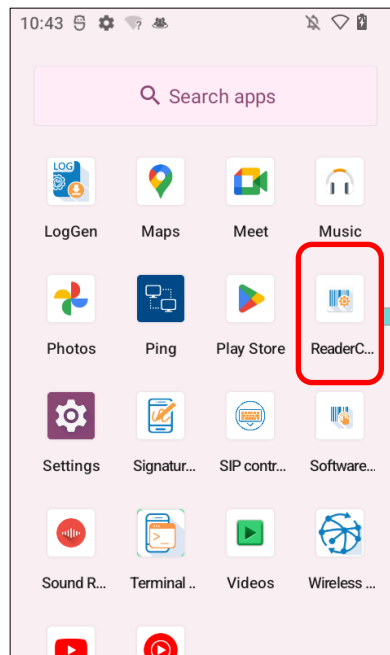 10:43
Search apps
LOG
LogGen Maps Meet Music
Photos Ping Play Store ReaderC...
Settings Signatur... SIP contr... Software...
Sound R... Terminal .. Videos Wireless ...